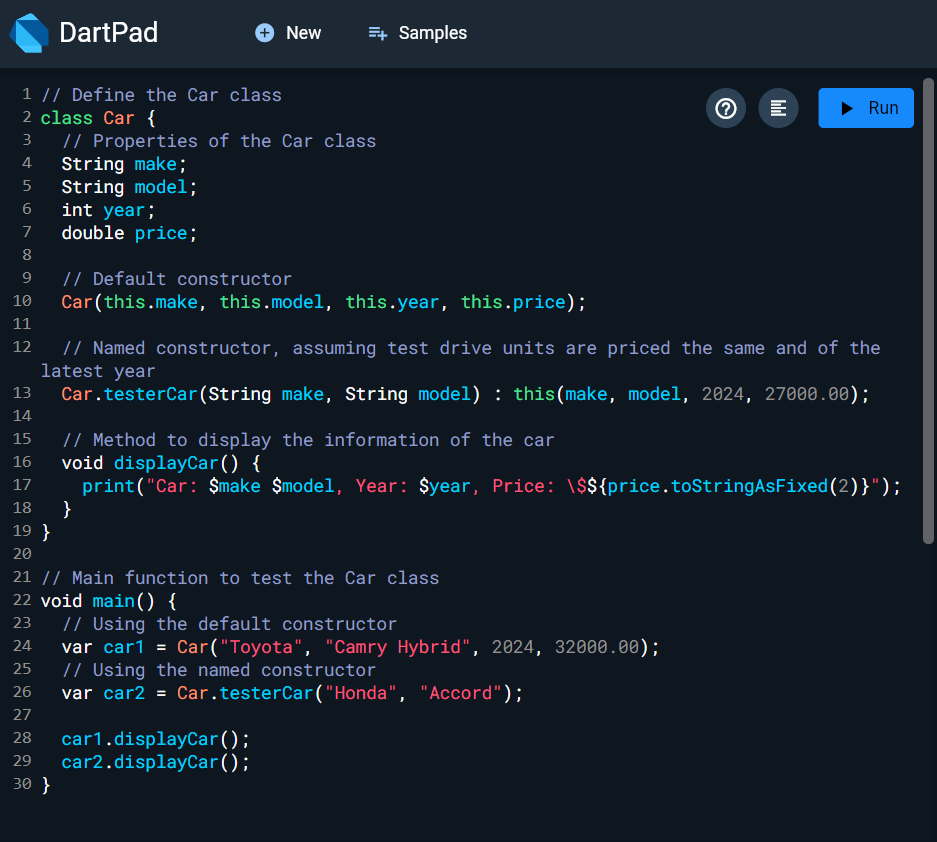 DartPad
New
Samples
Run
1 // Define the Car class
2 class Car {
3   // Properties of the Car class
4   String make;
5   String model;
6   int year;
7   double price;
8
9   // Default constructor
10   Car(this.make, this.model, this.year, this.price);
11
12   // Named constructor, assuming test drive units are priced the same and of the
latest year
13   Car.testerCar(String make, String model) : this(make, model, 2024, 27000.00);
14
15   // Method to display the information of the car
16   void displayCar() {
17     print("Car: $make $model, Year: $year, Price: \$${price.toStringAsFixed(2)}");
18   }
19 }
20
21 // Main function to test the Car class
22 void main() {
23   // Using the default constructor
24   var car1 = Car("Toyota", "Camry Hybrid", 2024, 32000.00);
25   // Using the named constructor
26   var car2 = Car.testerCar("Honda", "Accord");
27
28   car1.displayCar();
29   car2.displayCar();
30 }